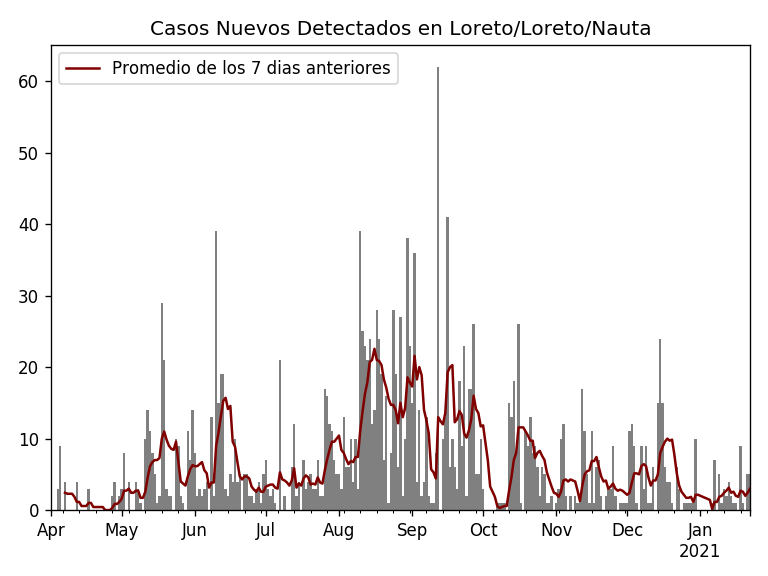 Casos Nuevos Detectados en Loreto/Loreto/Nauta
Promedio de los 7 dias anteriores
60
50
40
30
20
10
0
Apr May Jun Jul Aug Sep Oct Nov Dec Jan
2021